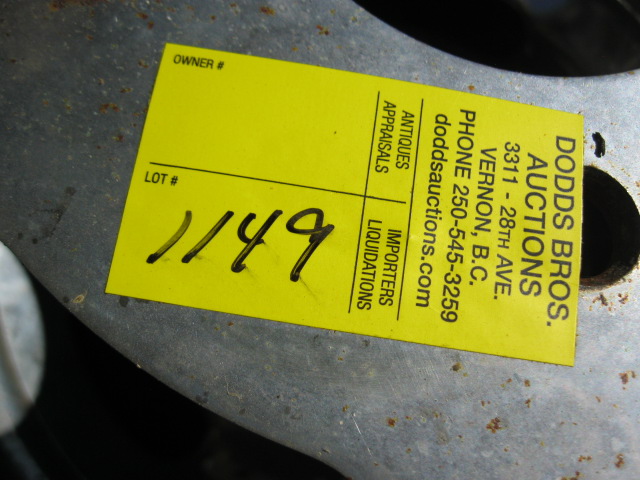 OWNER #
LOT #
1149
ANTIQUES
APPRAISALS
IMPORTERS
LIQUIDATIONS
DODDS BROS.
AUCTIONS
3311 - 28TH AVE.
VERNON, B.C.
PHONE 250-545-3259
doddsauctions.com